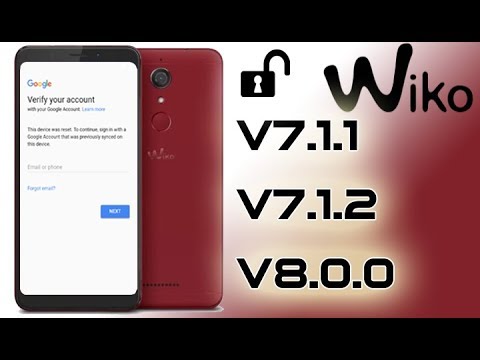 Google
Verify your account
with your Google Account. Learn more
This device was reset. To continue, sign in with a
Google Account that was previously synced on
this device.
Email or phone
Forgot email?
NEXT
Wiko
Wiko
V7.1.1
V7.1.2
V8.0.0